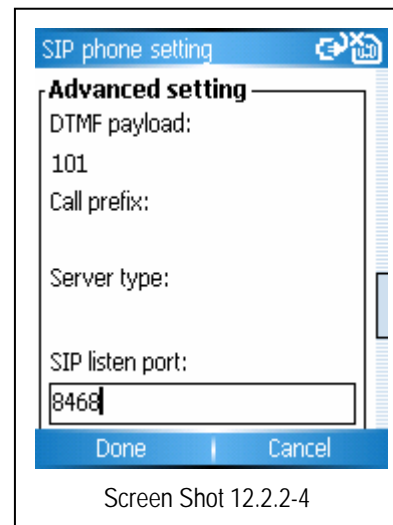 SIP phone setting
Advanced setting
DTMF payload:
101
Call prefix:
Server type:
SIP listen port:
8468
Done Cancel
Screen Shot 12.2.2-4